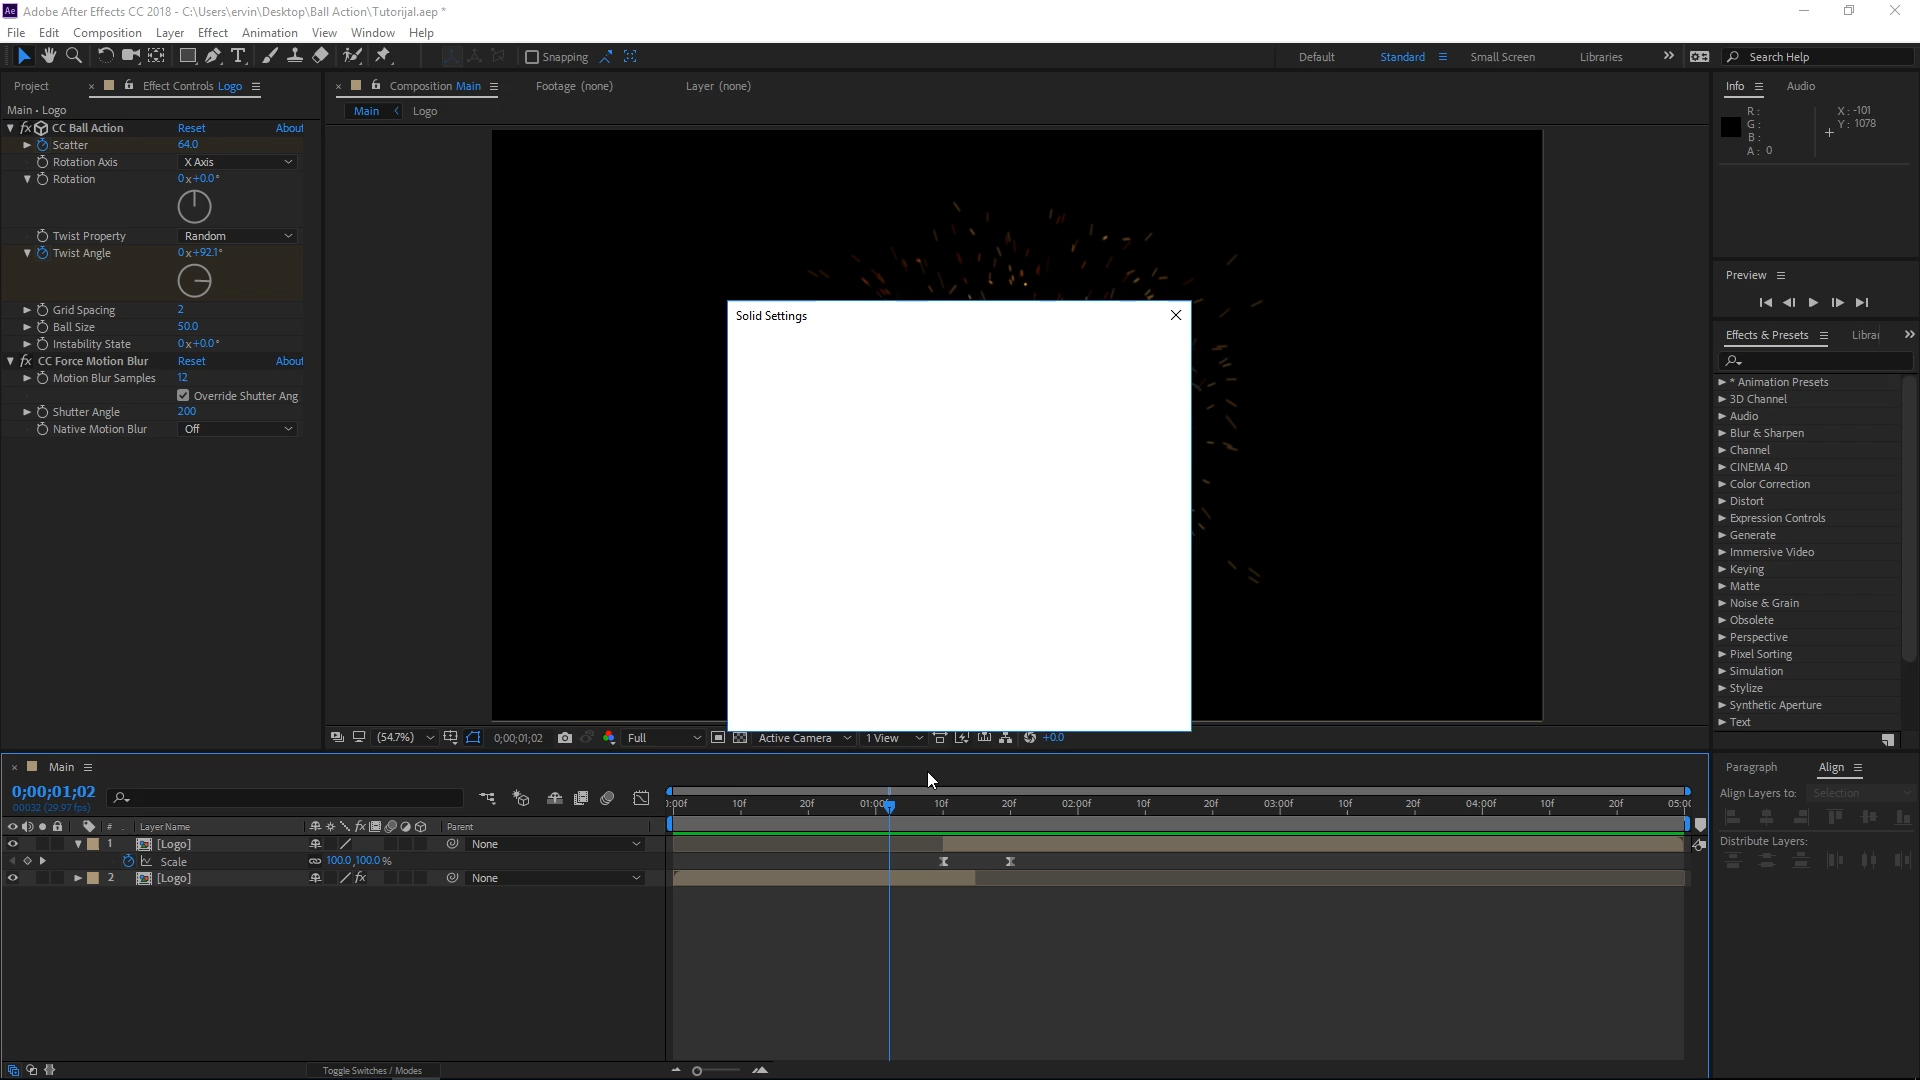 Adobe After Effects CC 2018 - C:\Users\ervin\Desktop\Ball Action\Tutorijal.aep *
File Edit Composition Layer Effect Animation View Window Help
Snapping Default Standard Small Screen Libraries Search Help
Project Effect Controls Logo Composition Main Footage (none) Layer (none) Info Audio
Main • Logo
Main Logo
R: X: -101
G: Y: 1078
B:
A: 0
CC Ball Action Reset About
Scatter 64.0
Rotation Axis X Axis
Rotation 0x+0.0°
Twist Property Random
Twist Angle 0x+92.1°
Grid Spacing 2
Ball Size 50.0
Instability State 0x+0.0°
CC Force Motion Blur Reset About
Motion Blur Samples 12
Override Shutter Ang
Shutter Angle 200
Native Motion Blur Off
Solid Settings
Preview
Effects & Presets Librar
* Animation Presets
3D Channel
Audio
Blur & Sharpen
Channel
CINEMA 4D
Color Correction
Distort
Expression Controls
Generate
Immersive Video
Keying
Matte
Noise & Grain
Obsolete
Perspective
Pixel Sorting
Simulation
Stylize
Synthetic Aperture
Text
(54.7%) 0;00;01;02 Full Active Camera 1 View +0.0
Main
0;00;01;02
00032 (29.97 fps)
):00f 10f 20f 01:00f 10f 20f 02:00f 10f 20f 03:00f 10f 20f 04:00f 10f 20f 05:00f
# Layer Name fx Parent
1 [Logo] None
Scale 100.0,100.0 %
2 [Logo] fx None
Toggle Switches / Modes
Paragraph Align
Align Layers to: Selection
Distribute Layers: